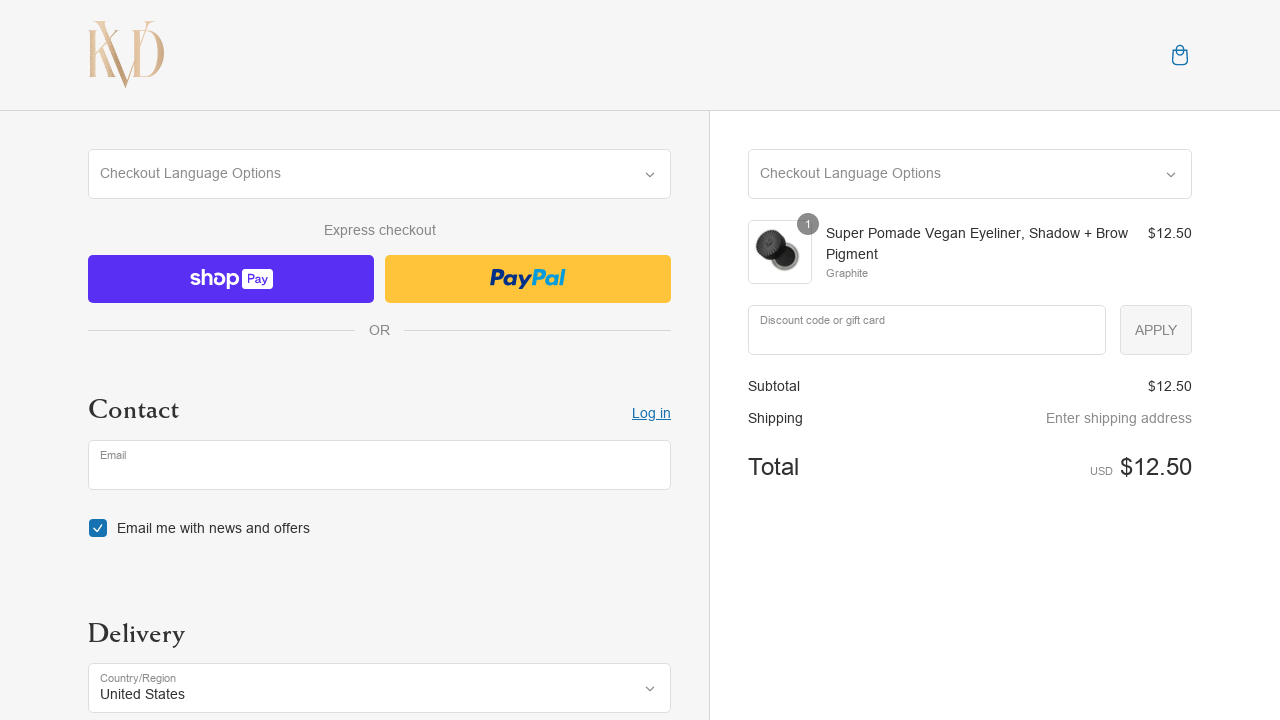 KVD
Checkout Language Options
Express checkout
shop Pay
PayPal
OR
Contact
Log in
Email
Email me with news and offers
Delivery
Country/Region
United States
Checkout Language Options
1
Super Pomade Vegan Eyeliner, Shadow + Brow
$12.50
Pigment
Graphite
Discount code or gift card
APPLY
Subtotal
$12.50
Shipping
Enter shipping address
Total
USD $12.50